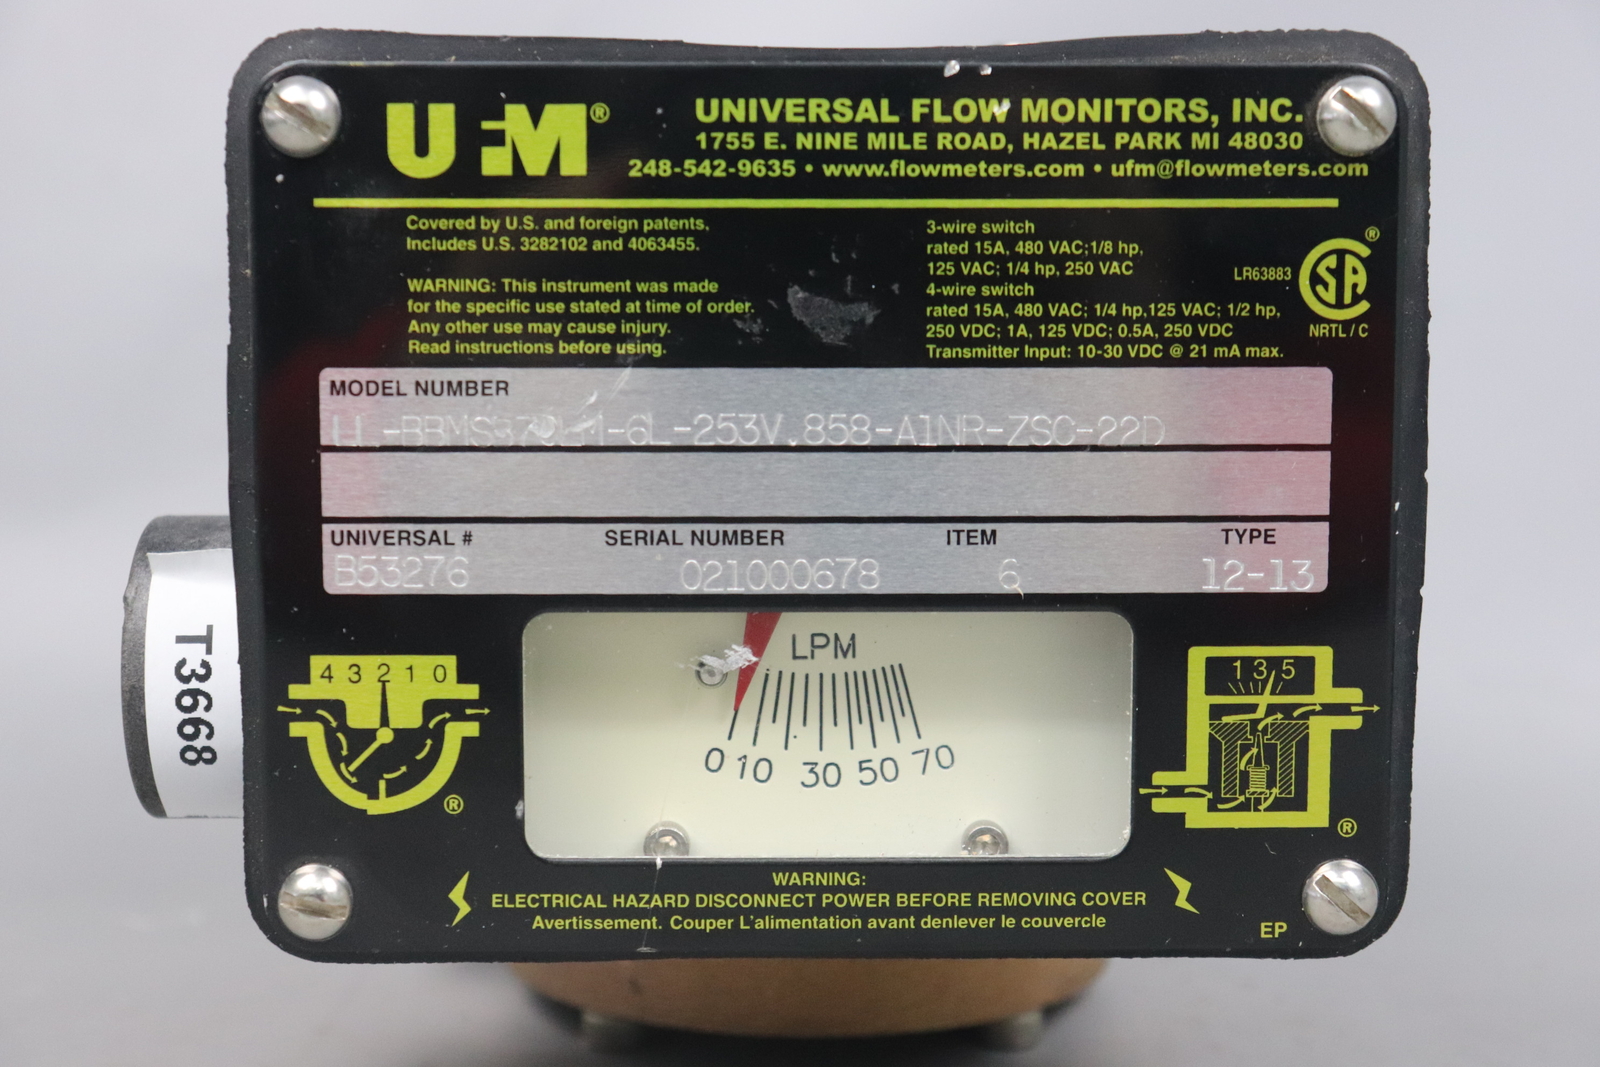 UFM®
UNIVERSAL FLOW MONITORS, INC.
1755 E. NINE MILE ROAD, HAZEL PARK MI 48030
248-542-9635 • www.flowmeters.com • ufm@flowmeters.com
Covered by U.S. and foreign patents.
Includes U.S. 3282102 and 4063455.
WARNING: This instrument was made
for the specific use stated at time of order.
Any other use may cause injury.
Read instructions before using.
3-wire switch
rated 15A, 480 VAC;1/8 hp,
125 VAC; 1/4 hp, 250 VAC
4-wire switch
rated 15A, 480 VAC; 1/4 hp,125 VAC; 1/2 hp,
250 VDC; 1A, 125 VDC; 0.5A, 250 VDC
Transmitter Input: 10-30 VDC @ 21 mA max.
LR63883
SA ®
NRTL / C
MODEL NUMBER
UNIVERSAL # SERIAL NUMBER ITEM TYPE
B53276 021000678 6 12-13
T3668
4 3 2 1 0
®
LPM
0 10 30 50 70
1 3 5
®
WARNING:
ELECTRICAL HAZARD DISCONNECT POWER BEFORE REMOVING COVER
Avertissement. Couper L'alimentation avant denlever le couvercle
EP